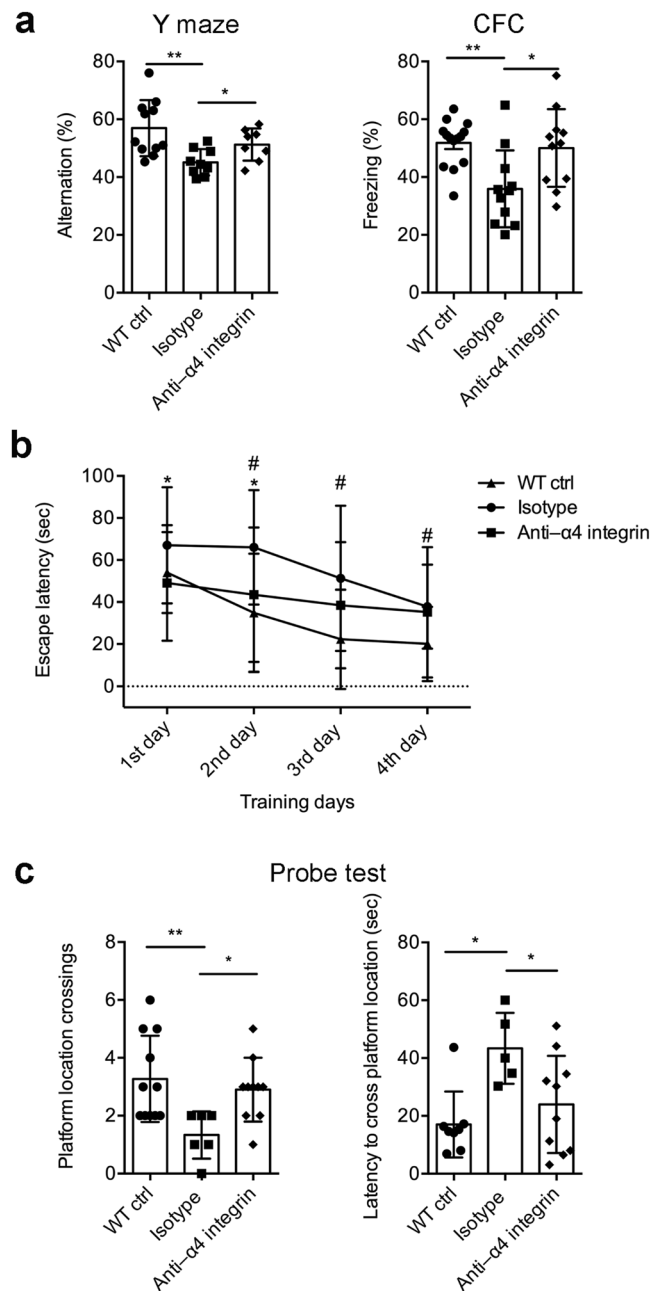 a
Y maze
CFC
Alternation (%)
80
60
40
20
0
**
*
WT ctrl
Isotype
Anti–α4 integrin
Freezing (%)
80
60
40
20
0
**
*
WT ctrl
Isotype
Anti-α4 integrin
b
Escape latency (sec)
100
80
60
40
20
0
*
#
*
#
#
WT ctrl
Isotype
Anti–α4 integrin
1st day
2nd day
3rd day
4th day
Training days
c
Probe test
Platform location crossings
8
6
4
2
0
**
*
WT ctrl
Isotype
Anti–α4 integrin
Latency to cross platform location (sec)
80
60
40
20
0
*
*
WT ctrl
Isotype
Anti–α4 integrin